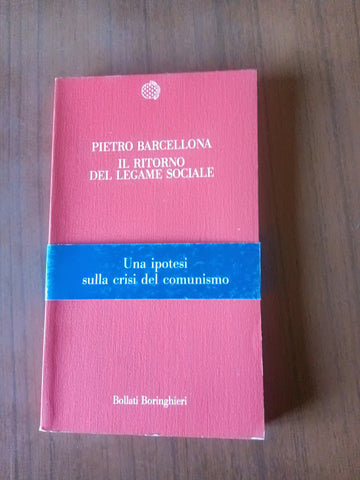 PIETRO BARCELLONA
IL RITORNO
DEL LEGAME SOCIALE
Una ipotesi
sulla crisi del comunismo
Bollati Boringhieri